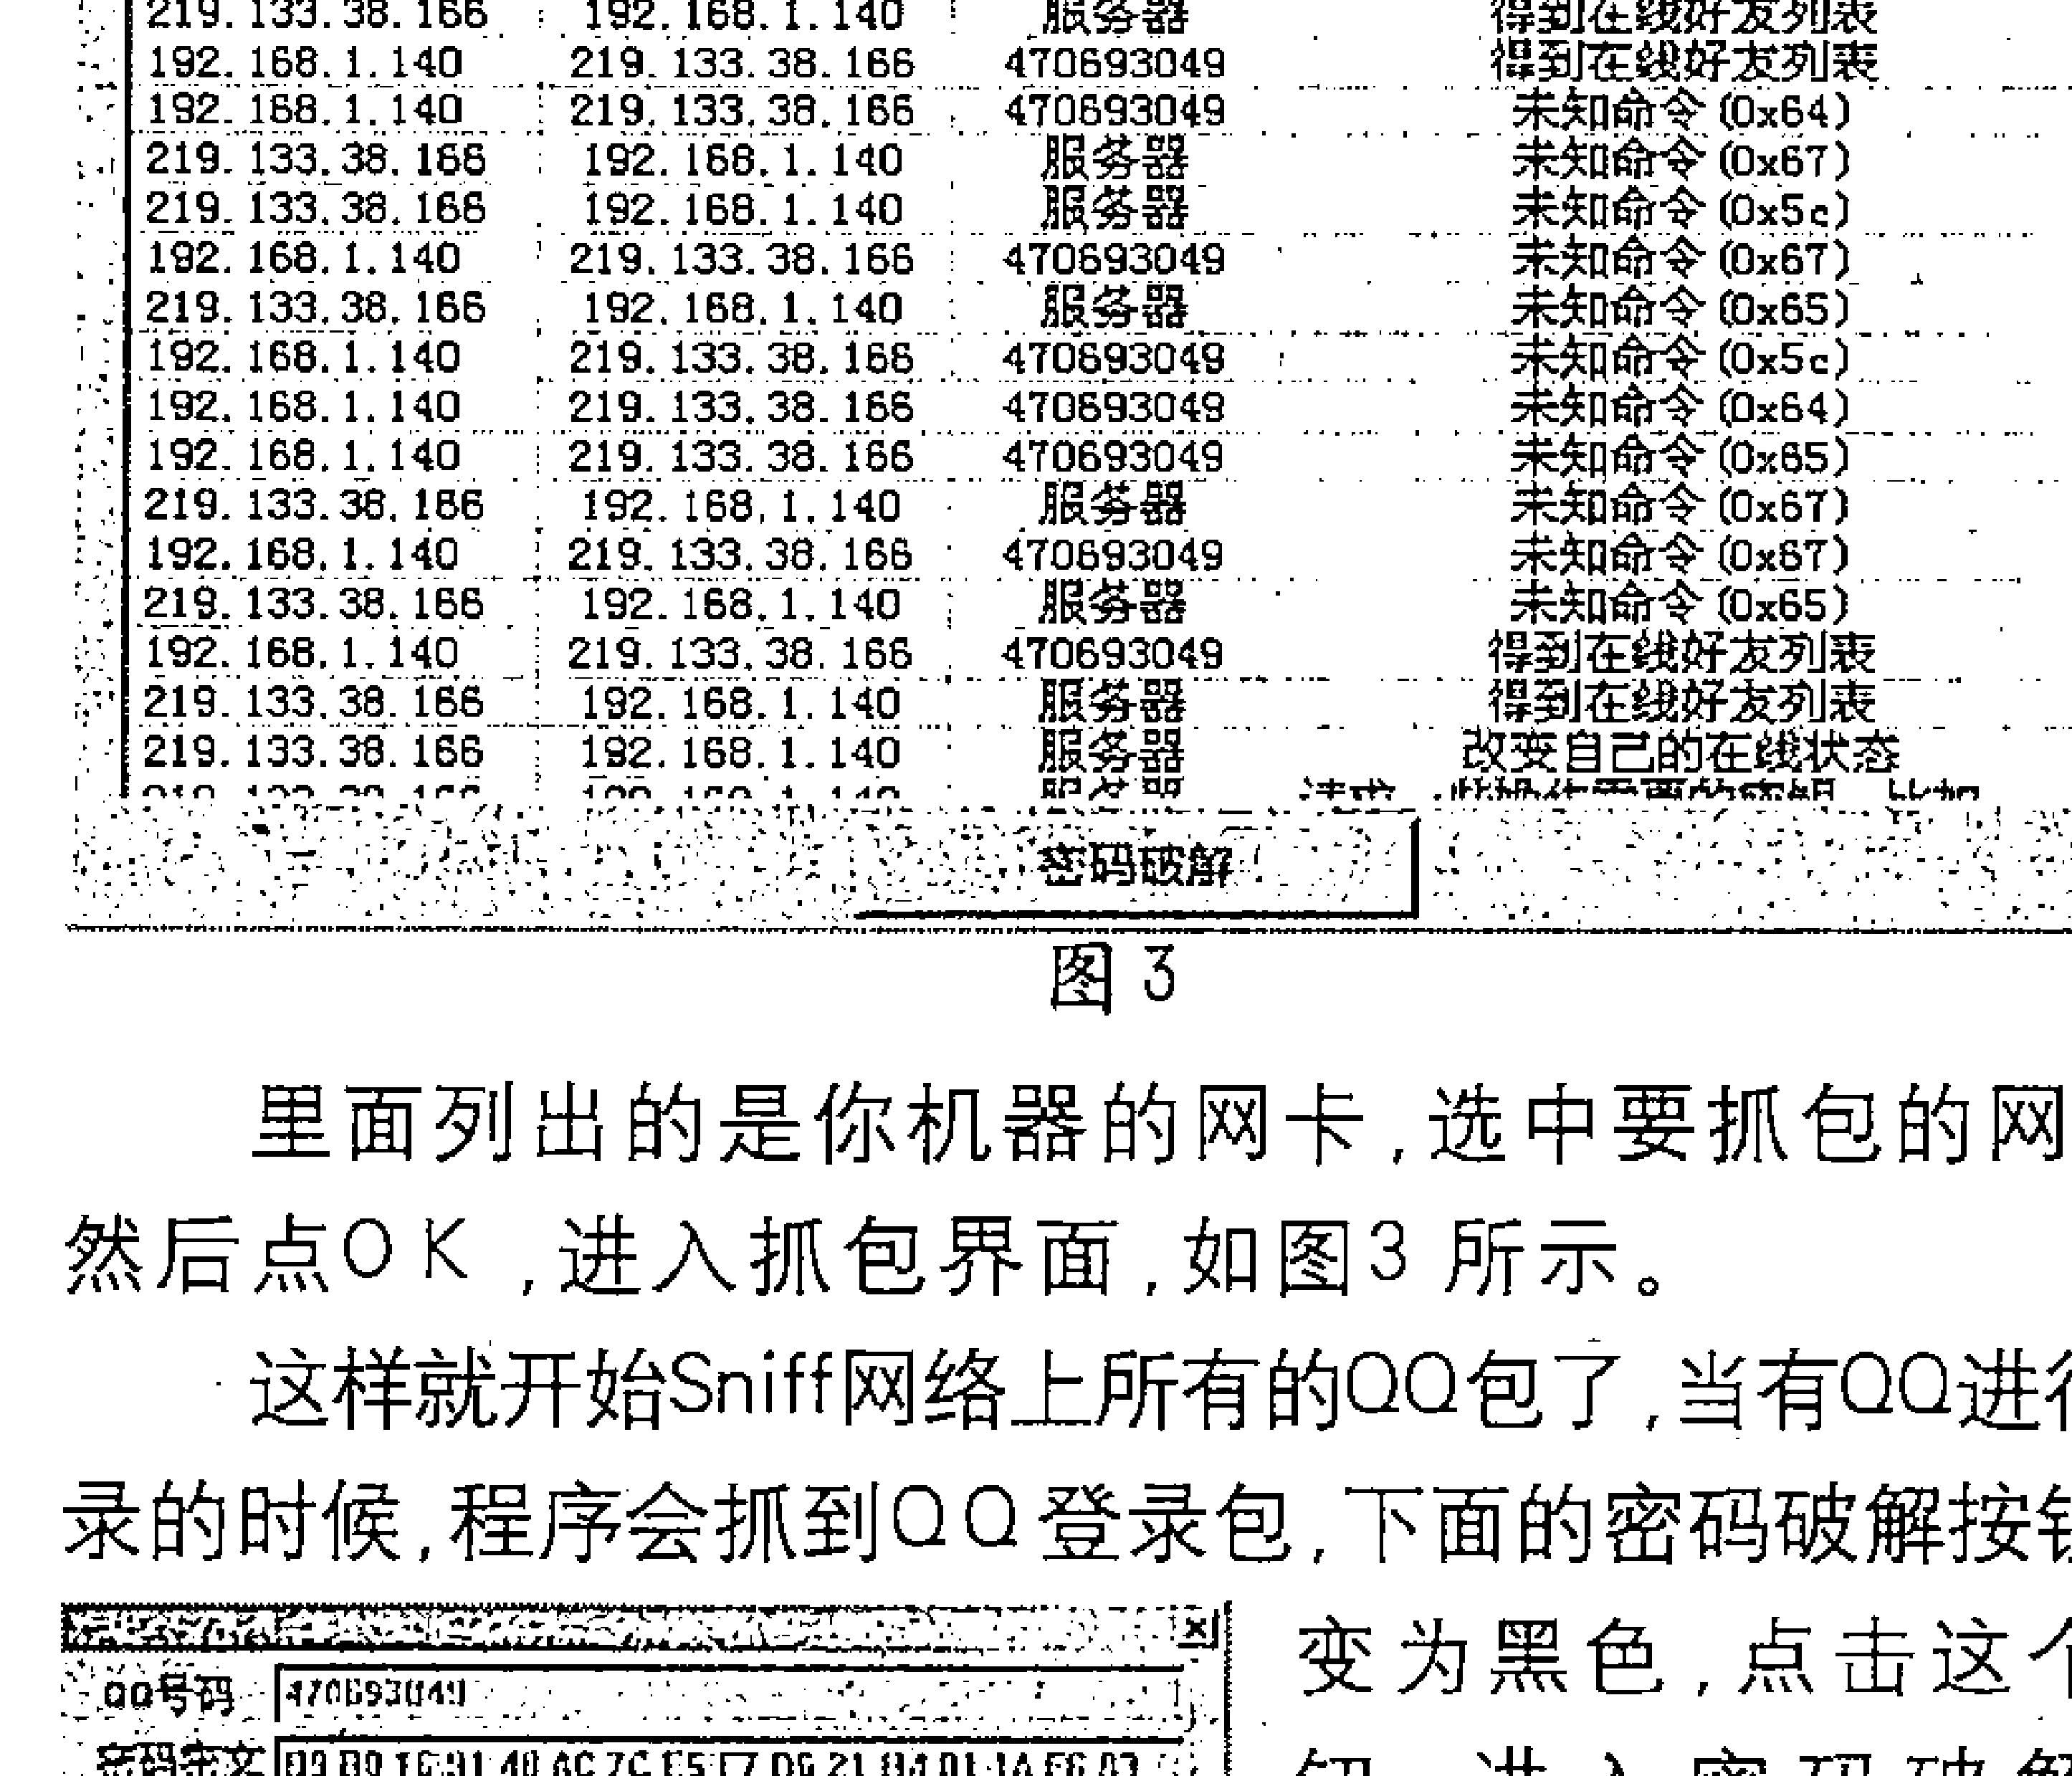 219.133.38.166 192.168.1.140 服务器 得到在线好友列表
192.168.1.140 219.133.38.166 470693049 得到在线好友列表
192.168.1.140 219.133.38.166 470693049 未知命令(0x64)
219.133.38.166 192.168.1.140 服务器 未知命令(0x67)
219.133.38.166 192.168.1.140 服务器 未知命令(0x5c)
192.168.1.140 219.133.38.166 470693049 未知命令(0x67)
219.133.38.166 192.168.1.140 服务器 未知命令(0x65)
192.168.1.140 219.133.38.166 470693049 未知命令(0x5c)
192.168.1.140 219.133.38.166 470693049 未知命令(0x64)
192.168.1.140 219.133.38.166 470693049 未知命令(0x65)
219.133.38.166 192.168.1.140 服务器 未知命令(0x67)
192.168.1.140 219.133.38.166 470693049 未知命令(0x67)
219.133.38.166 192.168.1.140 服务器 未知命令(0x65)
192.168.1.140 219.133.38.166 470693049 得到在线好友列表
219.133.38.166 192.168.1.140 服务器 得到在线好友列表
219.133.38.166 192.168.1.140 服务器 改变自己的在线状态
密码破解
图3
里面列出的是你机器的网卡,选中要抓包的网
然后点OK,进入抓包界面,如图3所示。
这样就开始Sniff网络上所有的QQ包了,当有QQ进行
录的时候,程序会抓到QQ登录包,下面的密码破解按钮
变为黑色,点击这个
QQ号码 470693049
密码密文
钮,进入密码破解